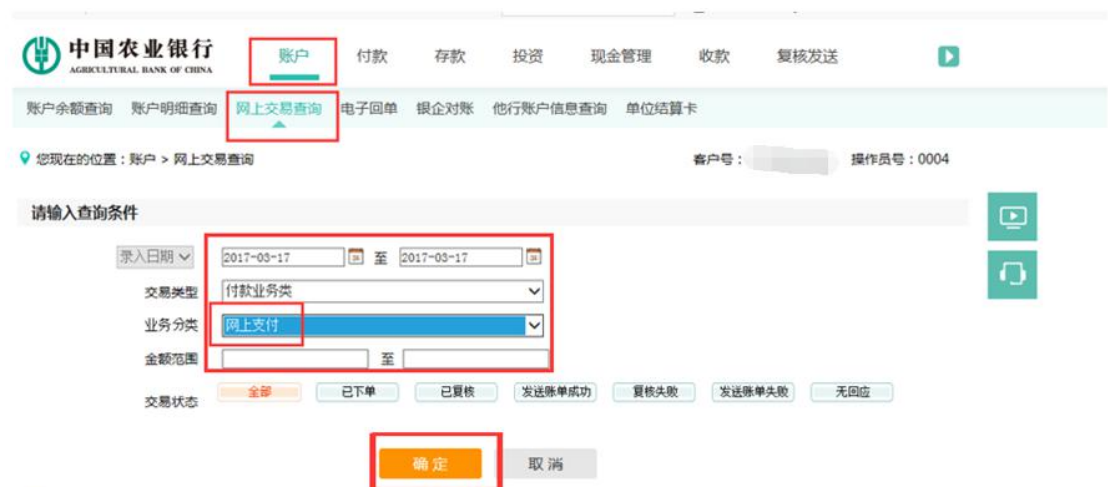 中国农业银行
AGRICULTURAL BANK OF CHINA
账户 付款 存款 投资 现金管理 收款 复核发送
账户余额查询 账户明细查询 网上交易查询 电子回单 银企对账 他行账户信息查询 单位结算卡
您现在的位置：账户 > 网上交易查询 客户号： 操作员号：0004
请输入查询条件
录入日期 2017-03-17 至 2017-03-17
交易类型 付款业务类
业务分类 网上支付
金额范围 至
交易状态 全部 已下单 已复核 发送账单成功 复核失败 发送账单失败 无回应
确定 取消